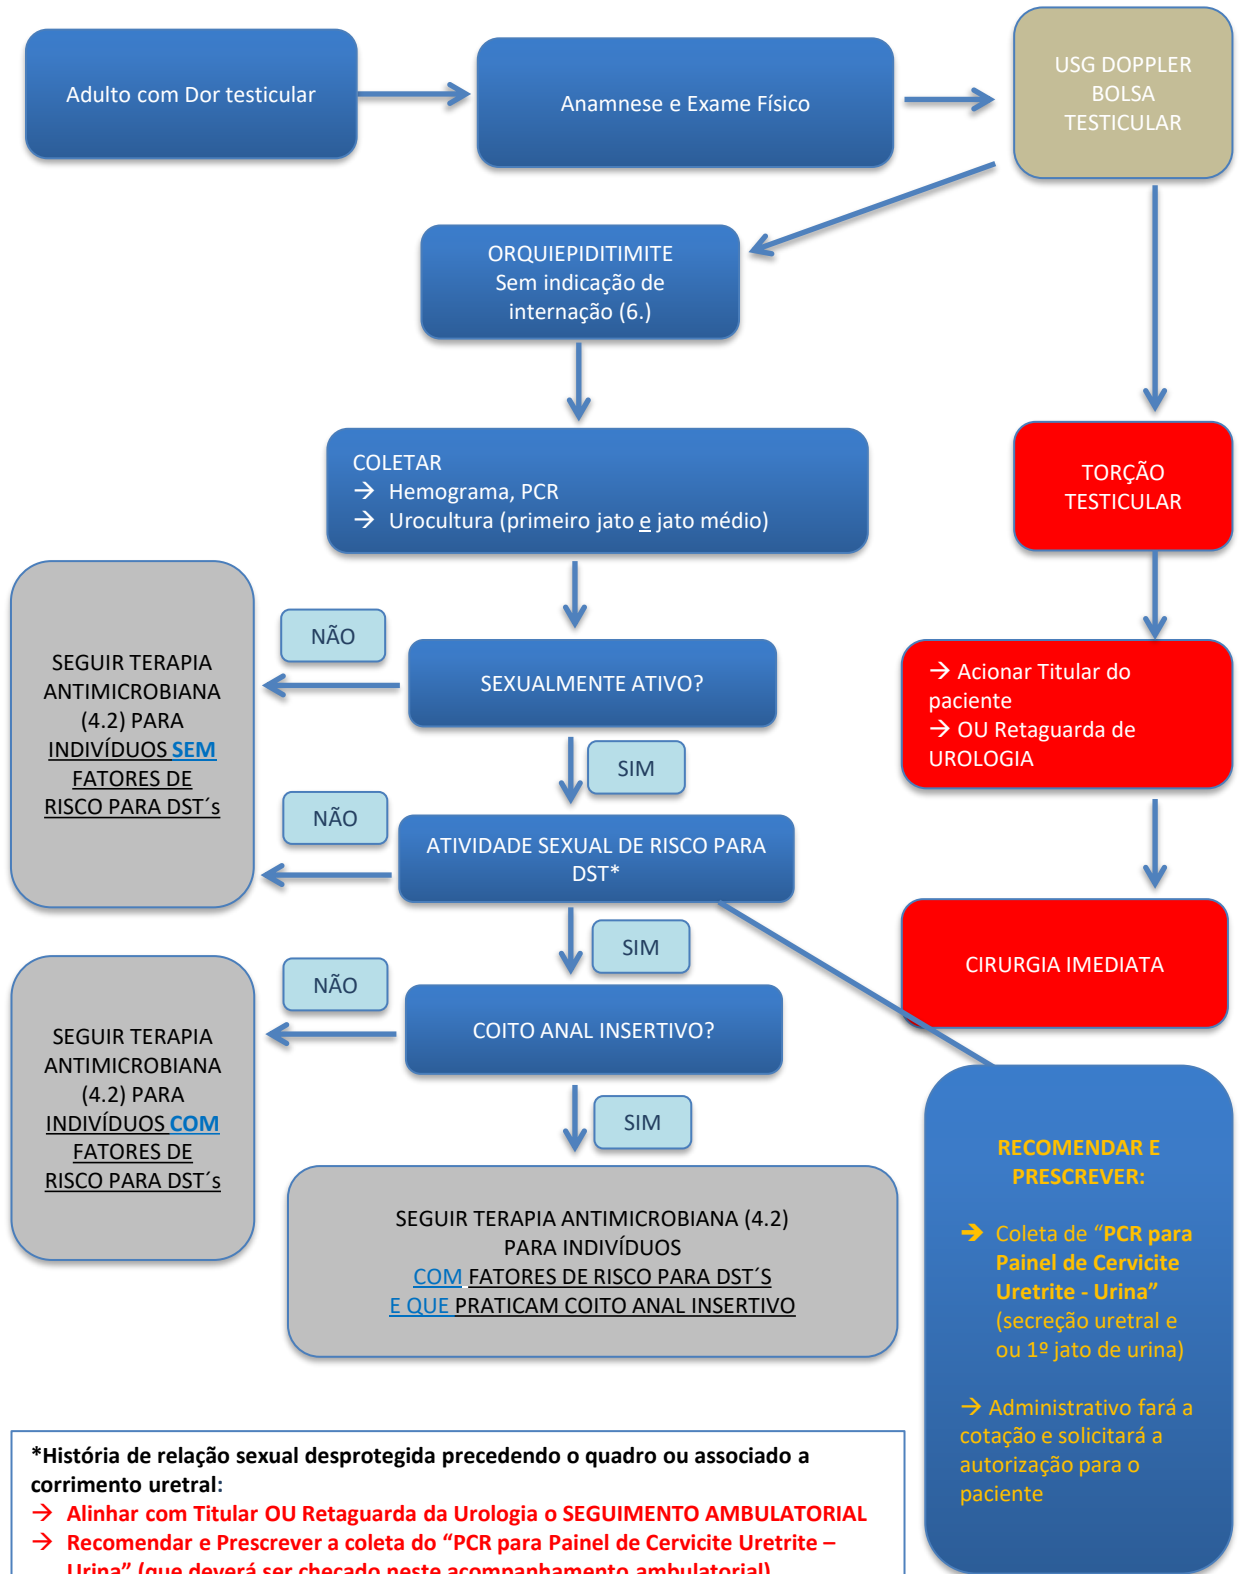 Adulto com Dor testicular
Anamnese e Exame Físico
USG DOPPLER
BOLSA
TESTICULAR
ORQUIEPIDITIMITE
Sem indicação de
internação (6.)
COLETAR
→ Hemograma, PCR
→ Urocultura (primeiro jato e jato médio)
TORÇÃO
TESTICULAR
NÃO
SEXUALMENTE ATIVO?
SEGUIR TERAPIA
ANTIMICROBIANA
(4.2) PARA
INDIVÍDUOS SEM
FATORES DE
RISCO PARA DST´s
→ Acionar Titular do
paciente
→ OU Retaguarda de
UROLOGIA
SIM
NÃO
ATIVIDADE SEXUAL DE RISCO PARA
DST*
SIM
CIRURGIA IMEDIATA
NÃO
COITO ANAL INSERTIVO?
SEGUIR TERAPIA
ANTIMICROBIANA
(4.2) PARA
INDIVÍDUOS COM
FATORES DE
RISCO PARA DST´s
SIM
SEGUIR TERAPIA ANTIMICROBIANA (4.2)
PARA INDIVÍDUOS
COM FATORES DE RISCO PARA DST´S
E QUE PRATICAM COITO ANAL INSERTIVO
RECOMENDAR E
PRESCREVER:
→ Coleta de “PCR para
Painel de Cervicite
Uretrite - Urina”
(secreção uretral e
ou 1º jato de urina)
→ Administrativo fará a
cotação e solicitará a
autorização para o
paciente
*História de relação sexual desprotegida precedendo o quadro ou associado a
corrimento uretral:
→ Alinhar com Titular OU Retaguarda da Urologia o SEGUIMENTO AMBULATORIAL
→ Recomendar e Prescrever a coleta do “PCR para Painel de Cervicite Uretrite –
Urina” (que deverá ser checado neste acompanhamento ambulatorial)